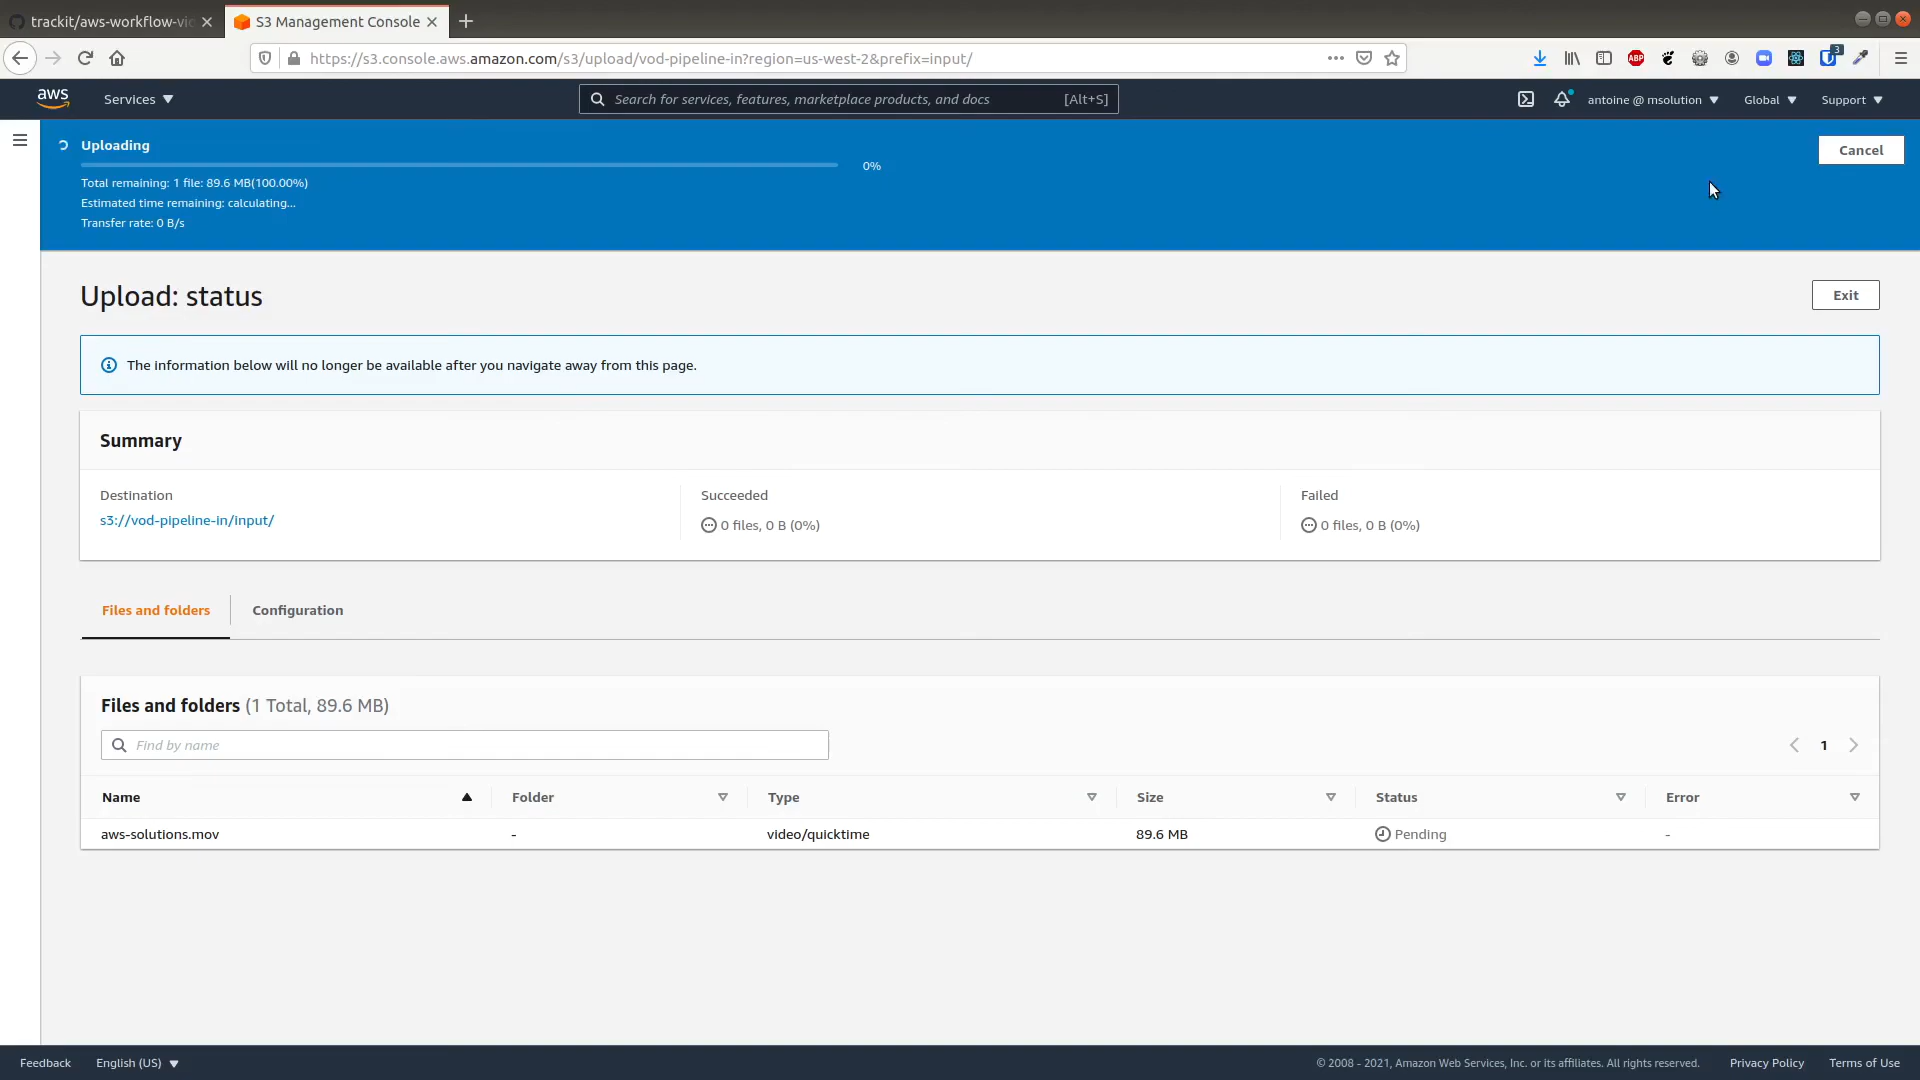 trackit/aws-workflow-vi
S3 Management Console
https://s3.console.aws.amazon.com/s3/upload/vod-pipeline-in?region=us-west-2&prefix=input/
ABP
3
aws
Services
Search for services, features, marketplace products, and docs
[Alt+S]
antoine @ msolution
Global
Support
Uploading
Cancel
0%
Total remaining: 1 file: 89.6 MB(100.00%)
Estimated time remaining: calculating...
Transfer rate: 0 B/s
Upload: status
Exit
The information below will no longer be available after you navigate away from this page.
Summary
Destination
Succeeded
Failed
s3://vod-pipeline-in/input/
0 files, 0 B (0%)
0 files, 0 B (0%)
Files and folders
Configuration
Files and folders (1 Total, 89.6 MB)
Find by name
1
Name
Folder
Type
Size
Status
Error
aws-solutions.mov
-
video/quicktime
89.6 MB
Pending
-
Feedback
English (US)
© 2008 - 2021, Amazon Web Services, Inc. or its affiliates. All rights reserved.
Privacy Policy
Terms of Use